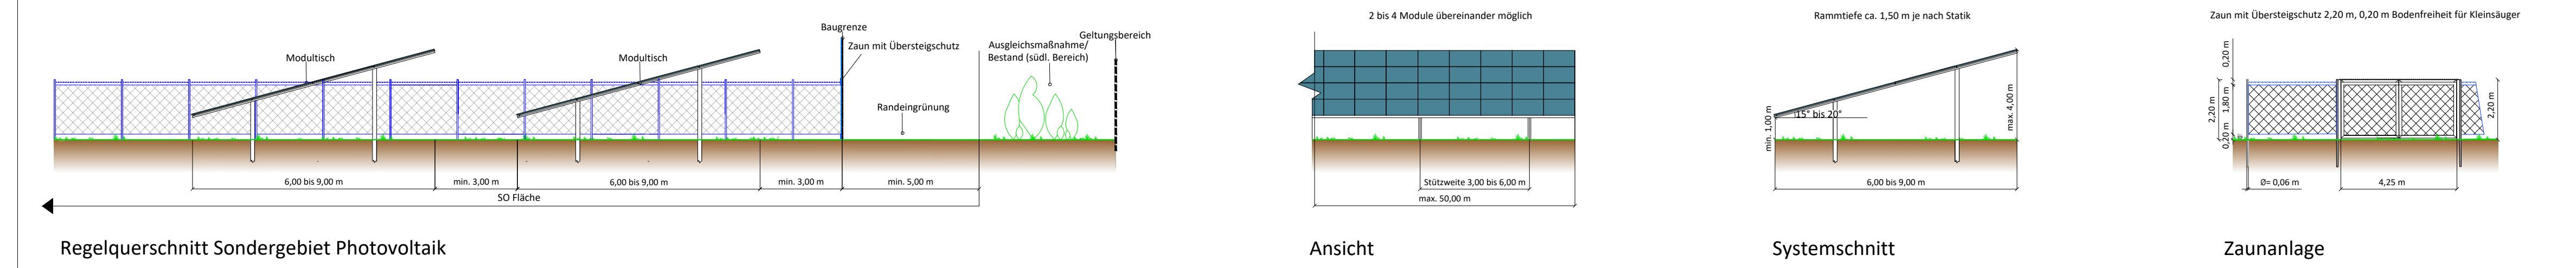 Baugrenze
Modultisch
Modultisch
Zaun mit Übersteigschutz
Ausgleichsmaßnahme/
Bestand (südl. Bereich)
Geltungsbereich
Randeingrünung
6,00 bis 9,00 m
min. 3,00 m
6,00 bis 9,00 m
min. 3,00 m
min. 5,00 m
SO Fläche
Regelquerschnitt Sondergebiet Photovoltaik
2 bis 4 Module übereinander möglich
Stützweite 3,00 bis 6,00 m
max. 50,00 m
Ansicht
Rammtiefe ca. 1,50 m je nach Statik
min. 1,00 m
15° bis 20°
max. 4,00 m
6,00 bis 9,00 m
Systemschnitt
Zaun mit Übersteigschutz 2,20 m, 0,20 m Bodenfreiheit für Kleinsäuger
0,20 m
2,20 m
1,80 m
0,20 m
2,20 m
Ø= 0,06 m
4,25 m
Zaunanlage